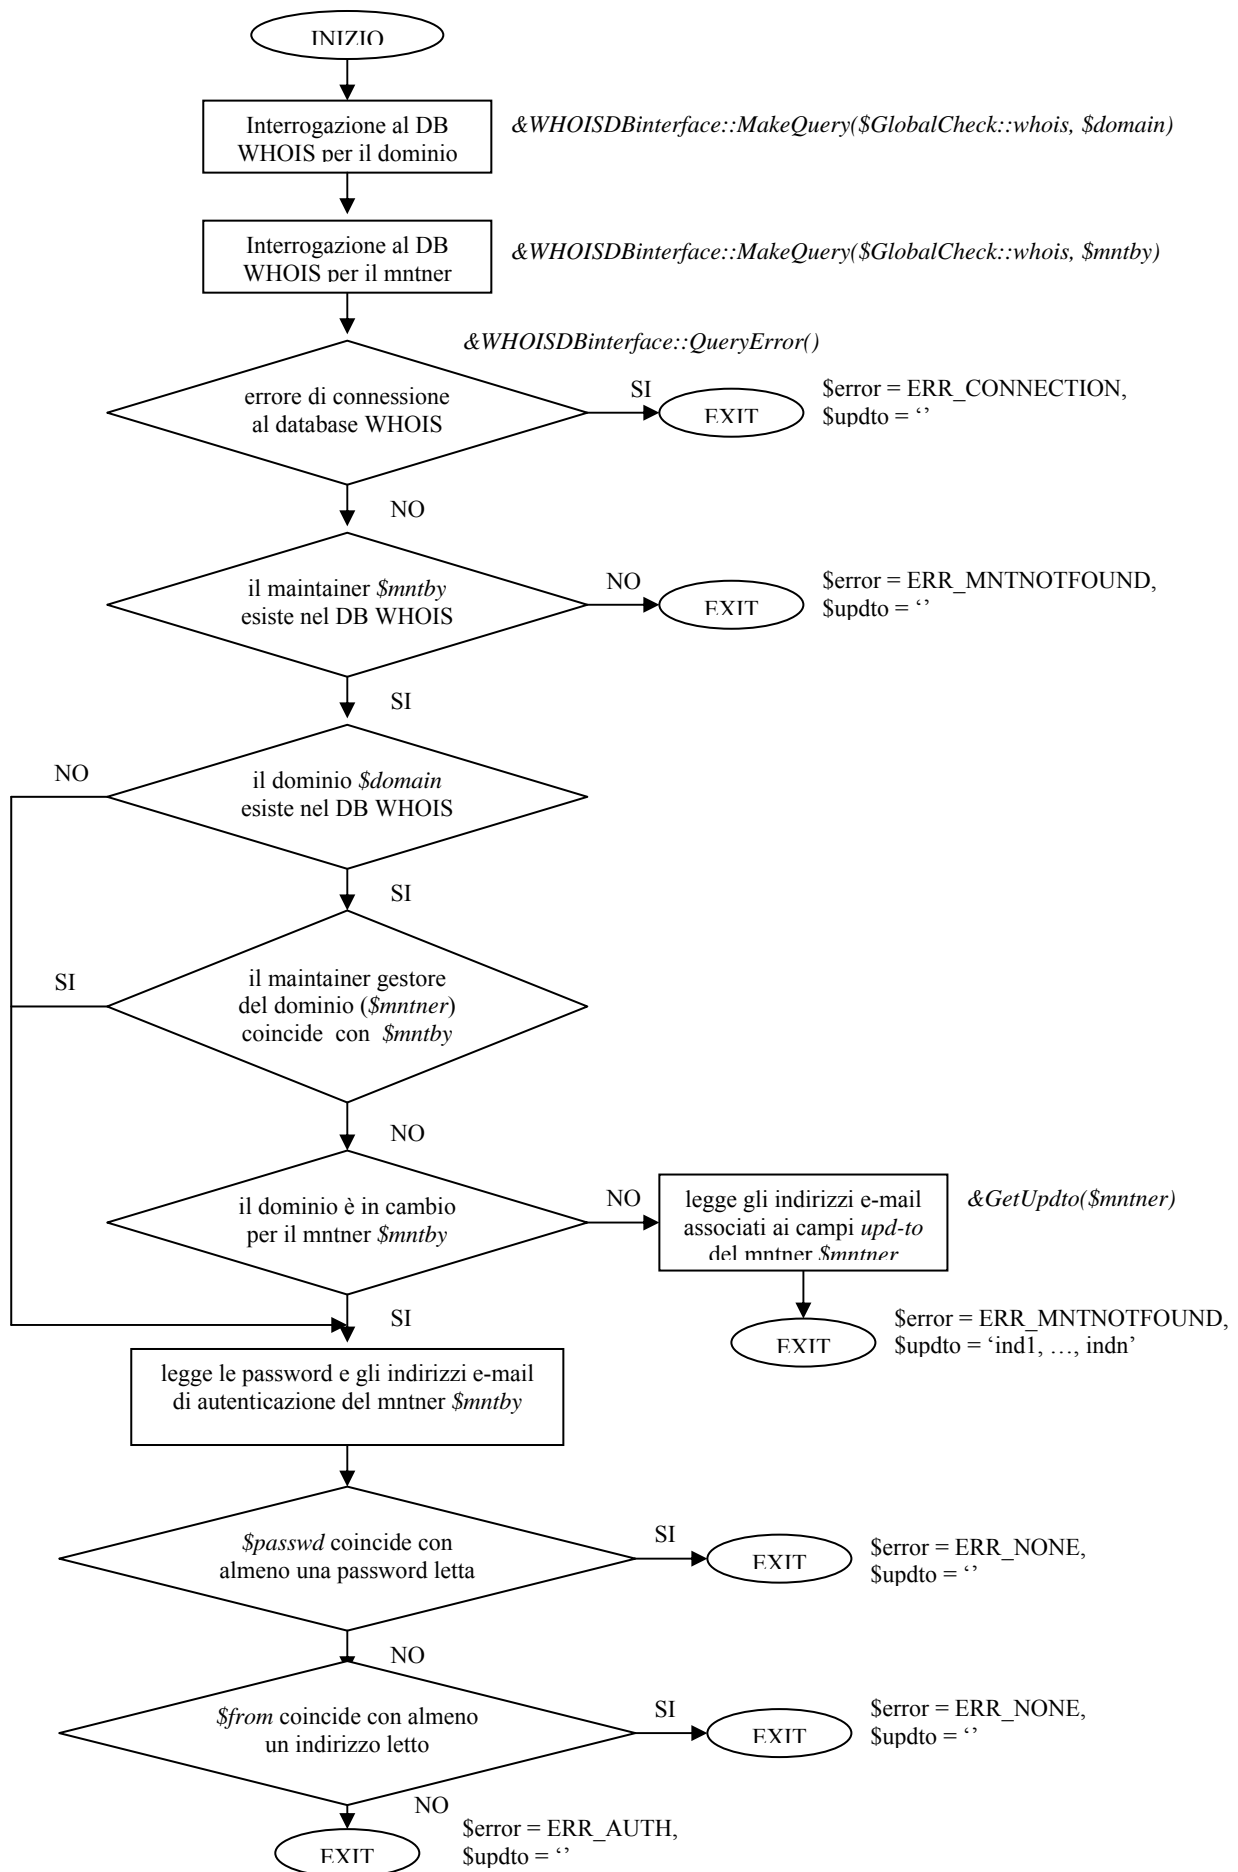 INIZIO
Interrogazione al DB
WHOIS per il dominio
&WHOISDBinterface::MakeQuery($GlobalCheck::whois, $domain)
Interrogazione al DB
WHOIS per il mntner
&WHOISDBinterface::MakeQuery($GlobalCheck::whois, $mntby)
&WHOISDBinterface::QueryError()
errore di connessione
al database WHOIS
SI
EXIT
$error = ERR_CONNECTION,
$updto = ‘’
NO
il maintainer $mntby
esiste nel DB WHOIS
NO
EXIT
$error = ERR_MNTNOTFOUND,
$updto = ‘’
SI
NO
il dominio $domain
esiste nel DB WHOIS
SI
SI
il maintainer gestore
del dominio ($mntner)
coincide con $mntby
NO
il dominio è in cambio
per il mntner $mntby
NO
legge gli indirizzi e-mail
associati ai campi upd-to
del mntner $mntner
&GetUpdto($mntner)
SI
EXIT
$error = ERR_MNTNOTFOUND,
$updto = ‘ind1, …, indn’
legge le password e gli indirizzi e-mail
di autenticazione del mntner $mntby
$passwd coincide con
almeno una password letta
SI
EXIT
$error = ERR_NONE,
$updto = ‘’
NO
$from coincide con almeno
un indirizzo letto
SI
EXIT
$error = ERR_NONE,
$updto = ‘’
NO
EXIT
$error = ERR_AUTH,
$updto = ‘’